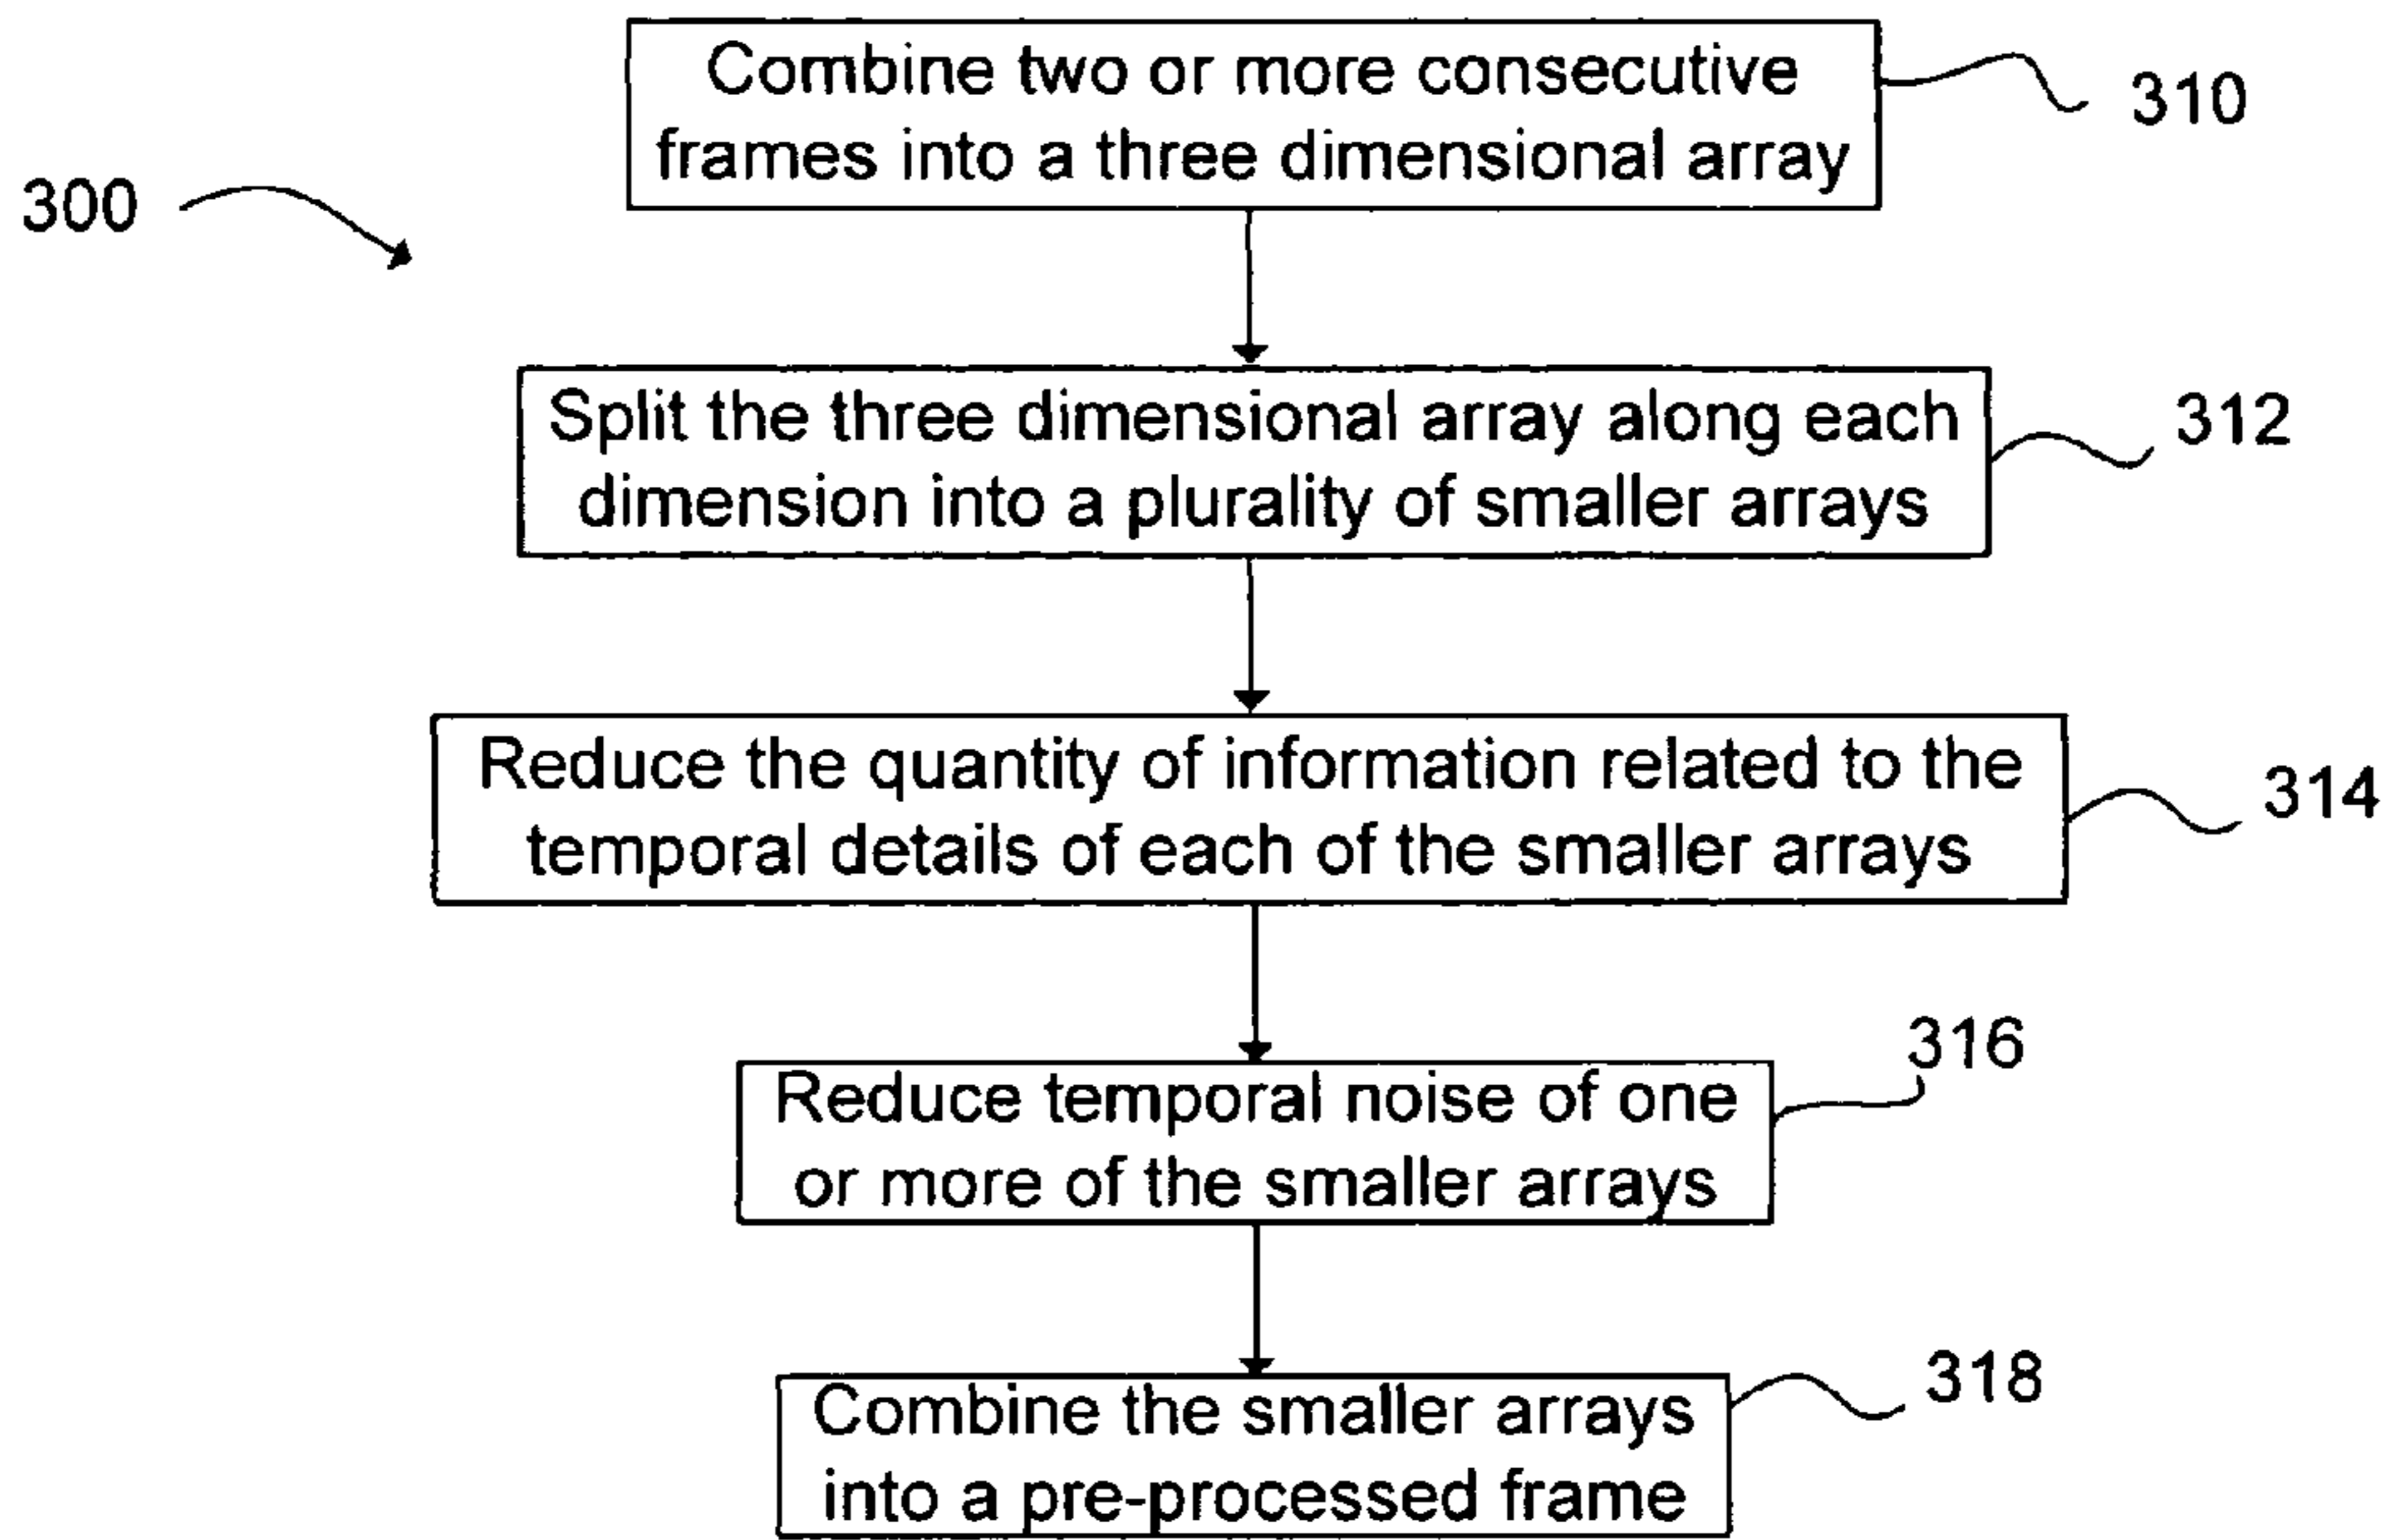 Combine two or more consecutive
frames into a three dimensional array
310
300
Split the three dimensional array along each
dimension into a plurality of smaller arrays
312
Reduce the quantity of information related to the
temporal details of each of the smaller arrays
314
Reduce temporal noise of one
or more of the smaller arrays
316
Combine the smaller arrays
into a pre-processed frame
318